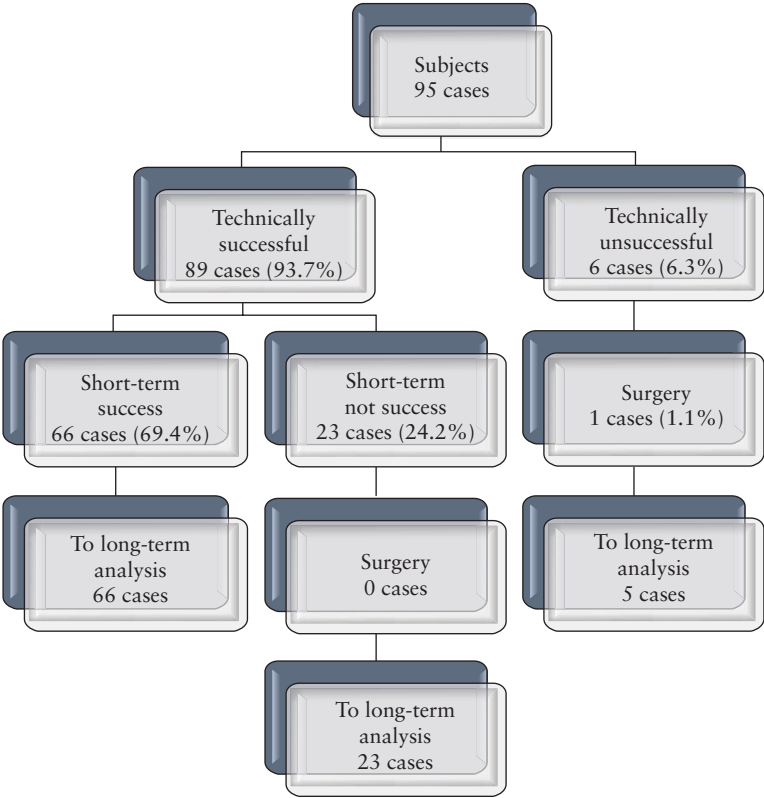 Subjects
95 cases
Technically
successful
89 cases (93.7%)
Technically
unsuccessful
6 cases (6.3%)
Short-term
success
66 cases (69.4%)
Short-term
not success
23 cases (24.2%)
Surgery
1 cases (1.1%)
To long-term
analysis
66 cases
Surgery
0 cases
To long-term
analysis
5 cases
To long-term
analysis
23 cases